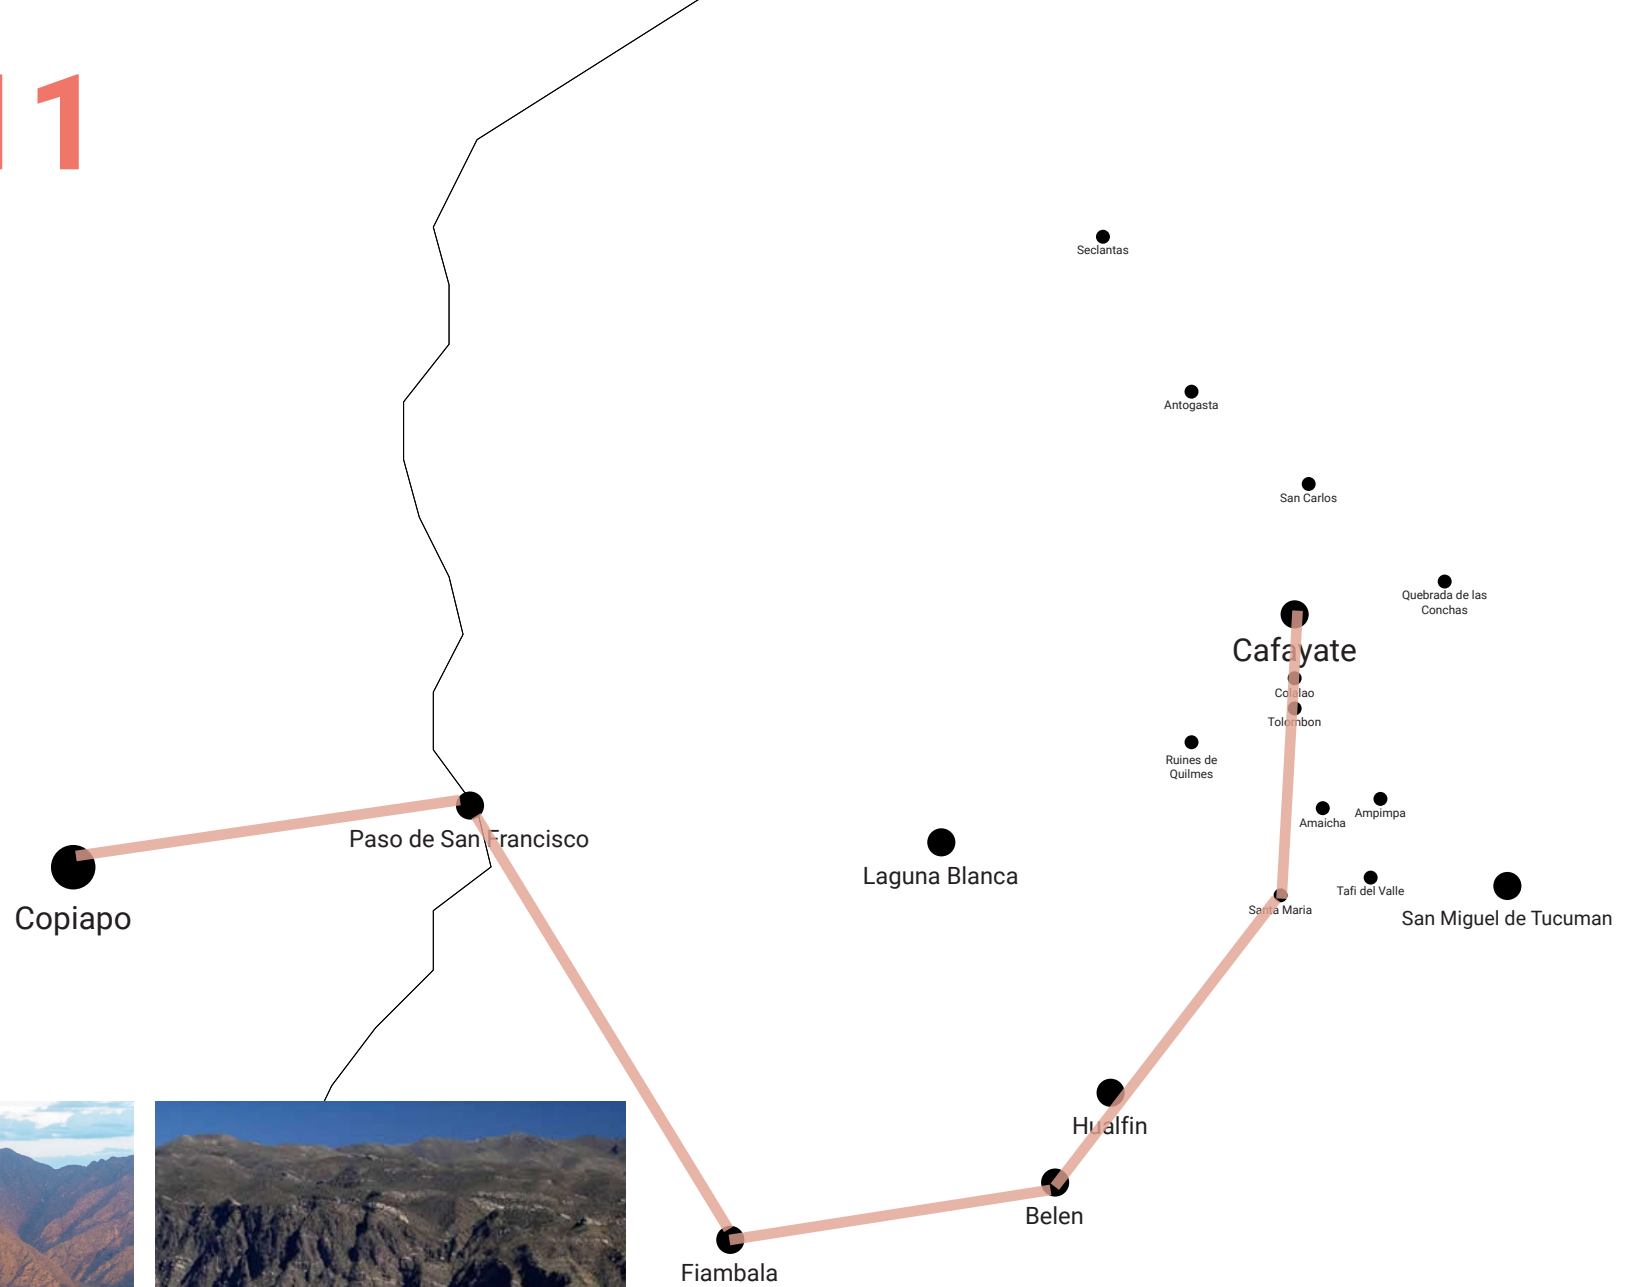 11
Seclantas
Antogasta
San Carlos
Quebrada de las
Conchas
Cafayate
Colalao
Tolombon
Ruines de
Quilmes
Ampimpa
Amaicha
Paso de San Francisco
Laguna Blanca
Tafi del Valle
Santa Maria
San Miguel de Tucuman
Copiapo
Hualfin
Belen
Fiambala